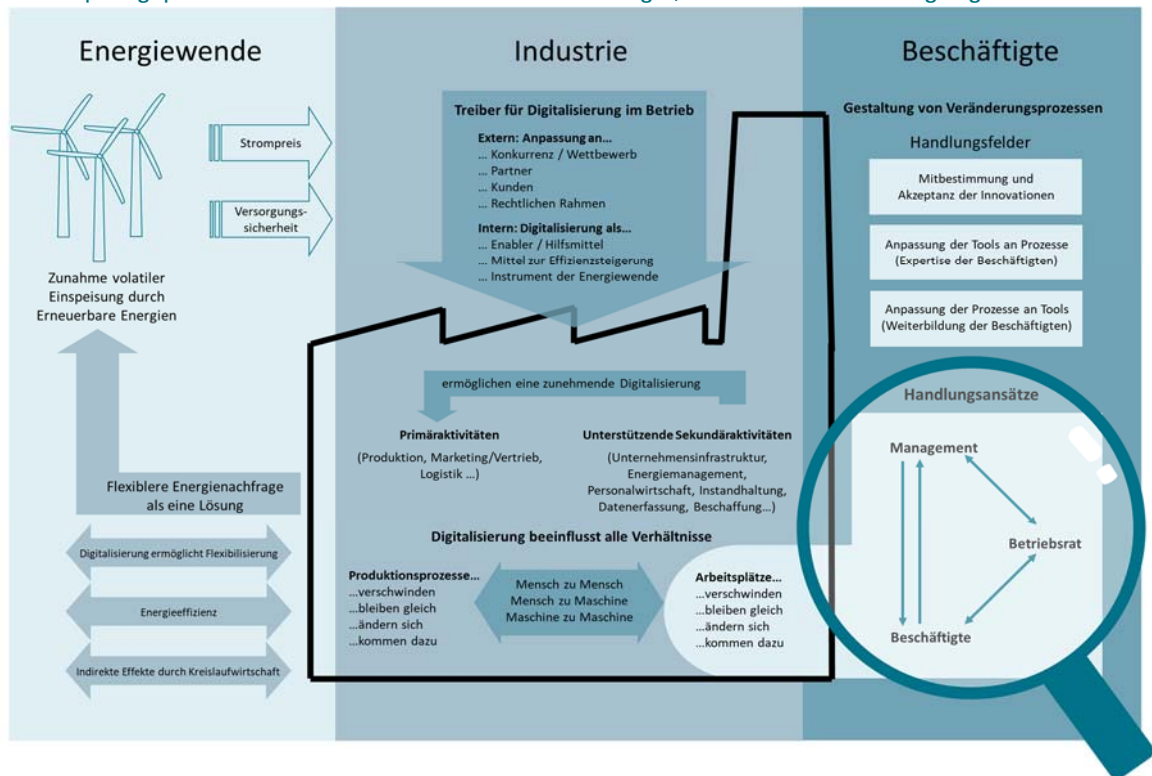 Energiewende
Strompreis
Versorgungs-
sicherheit
Zunahme volatiler
Einspeisung durch
Erneuerbare Energien
Flexiblere Energienachfrage
als eine Lösung
Digitalisierung ermöglicht Flexibilisierung
Energieeffizienz
Indirekte Effekte durch Kreislaufwirtschaft
Industrie
Treiber für Digitalisierung im Betrieb
Extern: Anpassung an...
... Konkurrenz / Wettbewerb
... Partner
... Kunden
... Rechtlichen Rahmen
Intern: Digitalisierung als...
... Enabler / Hilfsmittel
... Mittel zur Effizienzsteigerung
... Instrument der Energiewende
ermöglichen eine zunehmende Digitalisierung
Primäraktivitäten
(Produktion, Marketing/Vertrieb,
Logistik ...)
Unterstützende Sekundäraktivitäten
(Unternehmensinfrastruktur,
Energiemanagement,
Personalwirtschaft, Instandhaltung,
Datenerfassung, Beschaffung...)
Digitalisierung beeinflusst alle Verhältnisse
Produktionsprozesse...
...verschwinden
...bleiben gleich
...ändern sich
...kommen dazu
Mensch zu Mensch
Mensch zu Maschine
Maschine zu Maschine
Arbeitsplätze...
...verschwinden
...bleiben gleich
...ändern sich
...kommen dazu
Beschäftigte
Gestaltung von Veränderungsprozessen
Handlungsfelder
Mitbestimmung und
Akzeptanz der Innovationen
Anpassung der Tools an Prozesse
(Expertise der Beschäftigten)
Anpassung der Prozesse an Tools
(Weiterbildung der Beschäftigten)
Handlungsansätze
Management
Betriebsrat
Beschäftigte